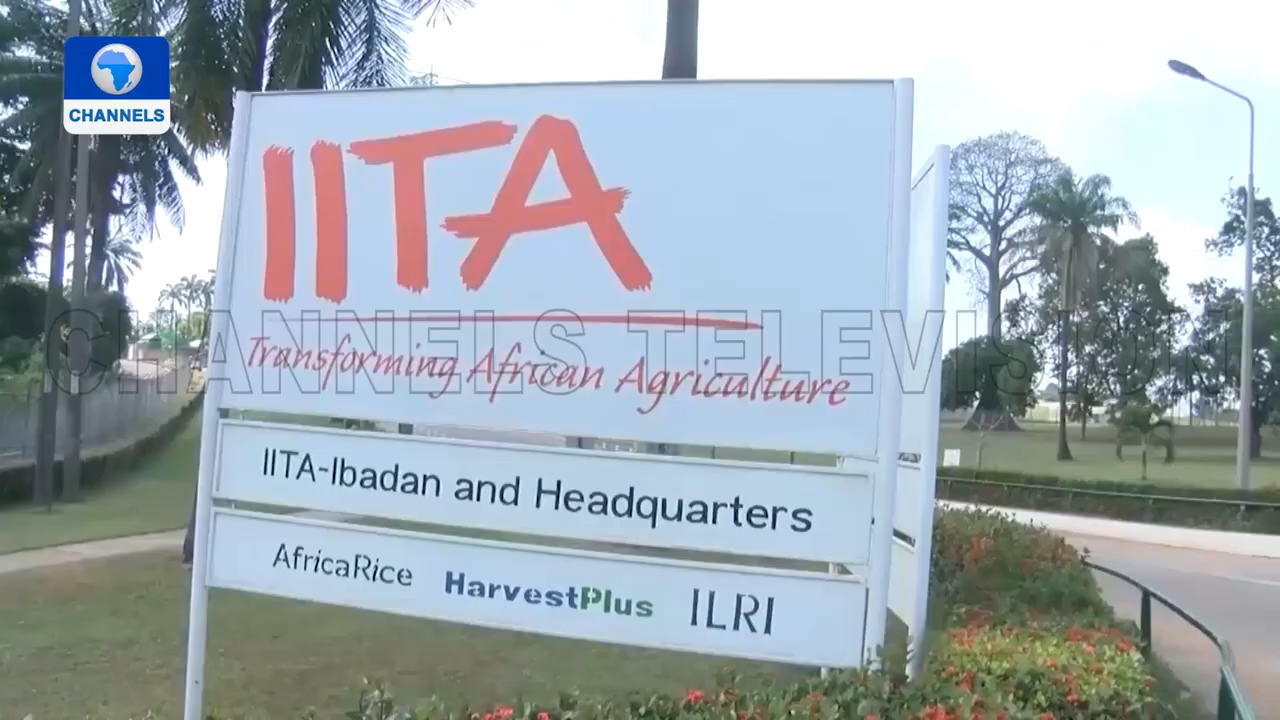 CHANNELS
IITA
CHANNELS TELEVISION
Transforming African Agriculture
IITA-Ibadan and Headquarters
AfricaRice HarvestPlus ILRI